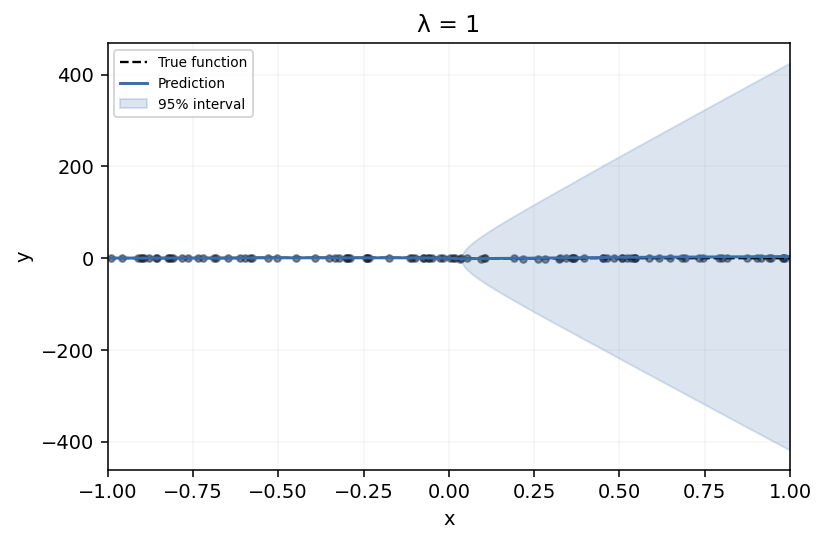 λ = 1
True function
Prediction
95% interval
400
200
0
−200
−400
y
−1.00 −0.75 −0.50 −0.25 0.00 0.25 0.50 0.75 1.00
x